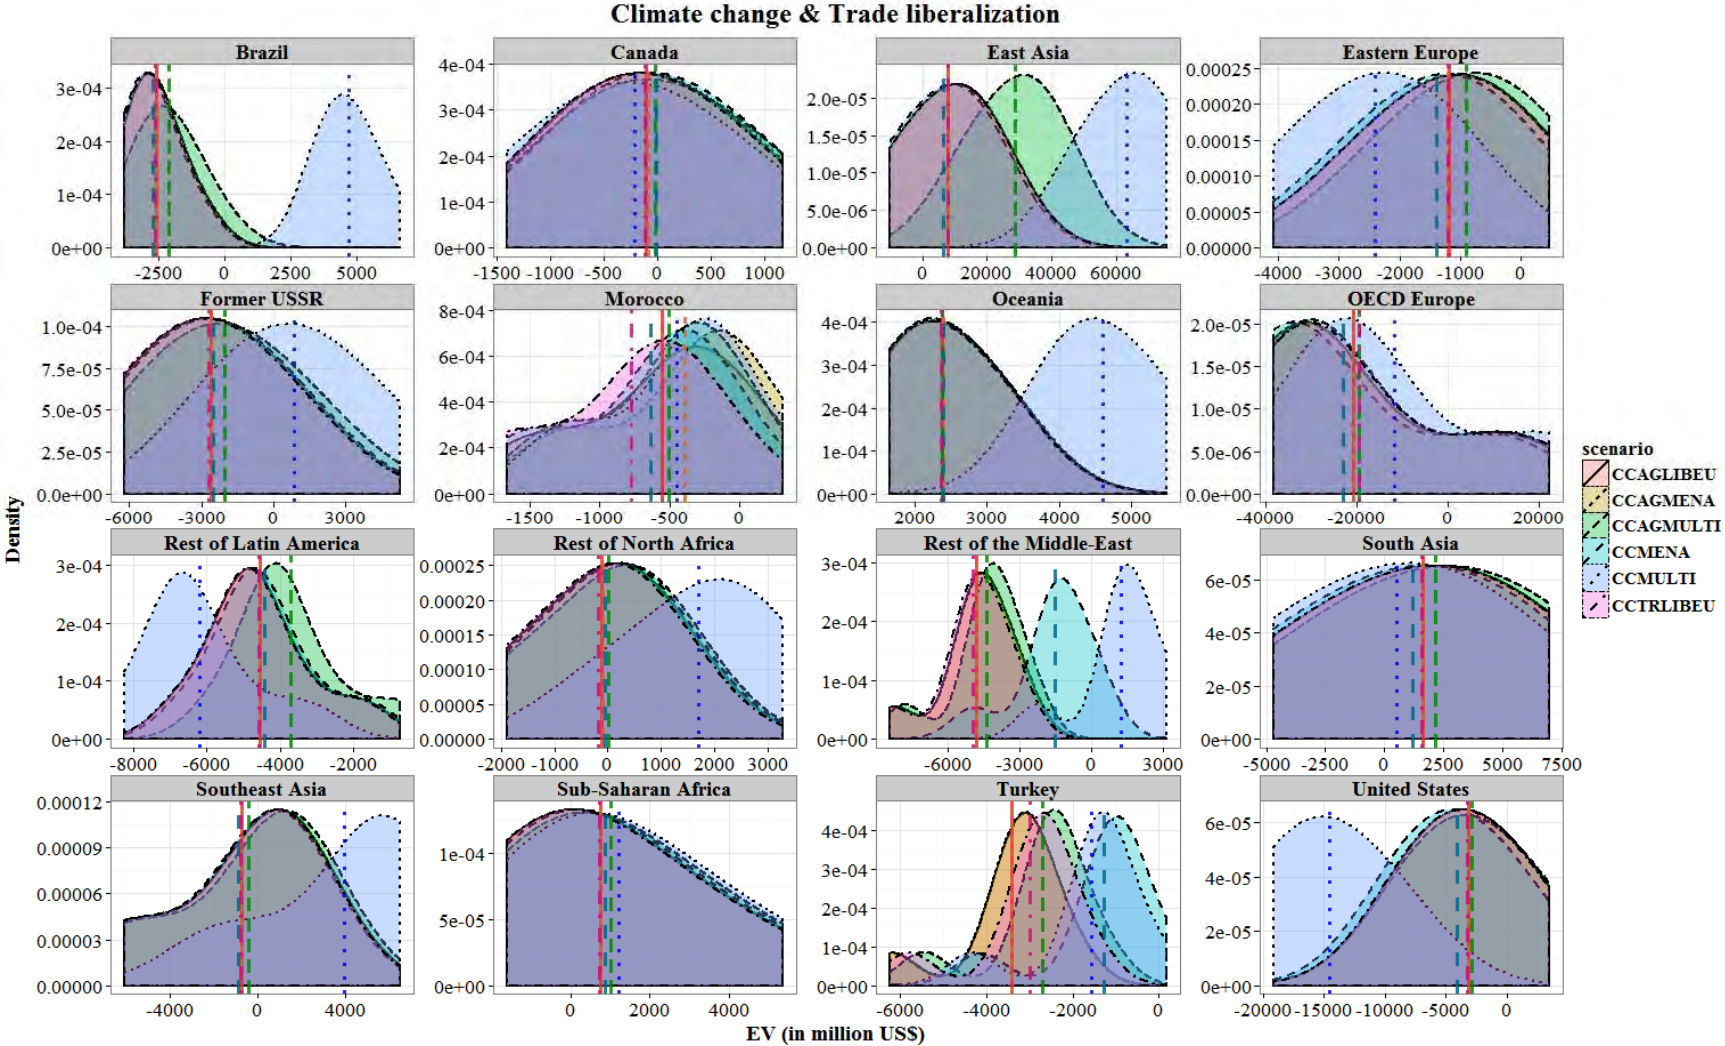 Climate change & Trade liberalization
Brazil Canada East Asia Eastern Europe
3e-04
2e-04
1e-04
0e+00
-2500 0 2500 5000
4e-04
3e-04
2e-04
1e-04
0e+00
-1500 -1000 -500 0 500 1000
2.0e-05
1.5e-05
1.0e-05
5.0e-06
0.0e+00
0 20000 40000 60000
0.00025
0.00020
0.00015
0.00010
0.00005
0.00000
-4000 -3000 -2000 -1000 0
Former USSR Morocco Oceania OECD Europe
1.0e-04
7.5e-05
5.0e-05
2.5e-05
0.0e+00
-6000 -3000 0 3000
8e-04
6e-04
4e-04
2e-04
0e+00
-1500 -1000 -500 0
4e-04
3e-04
2e-04
1e-04
0e+00
2000 3000 4000 5000
2.0e-05
1.5e-05
1.0e-05
5.0e-06
0.0e+00
-40000 -20000 0 20000
Rest of Latin America Rest of North Africa Rest of the Middle-East South Asia
3e-04
2e-04
1e-04
0e+00
-8000 -6000 -4000 -2000
0.00025
0.00020
0.00015
0.00010
0.00005
0.00000
-2000 -1000 0 1000 2000 3000
3e-04
2e-04
1e-04
0e+00
-6000 -3000 0 3000
6e-05
4e-05
2e-05
0e+00
-5000 -2500 0 2500 5000 7500
Southeast Asia Sub-Saharan Africa Turkey United States
0.00012
0.00009
0.00006
0.00003
0.00000
-4000 0 4000
1e-04
5e-05
0e+00
0 2000 4000
4e-04
3e-04
2e-04
1e-04
0e+00
-6000 -4000 -2000 0
6e-05
4e-05
2e-05
0e+00
-20000 -15000 -10000 -5000 0
Density
EV (in million US$)
scenario
CCAGLIBEU
CCAGMENA
CCAGMULTI
CCMENA
CCMULTI
CCTRLIBEU